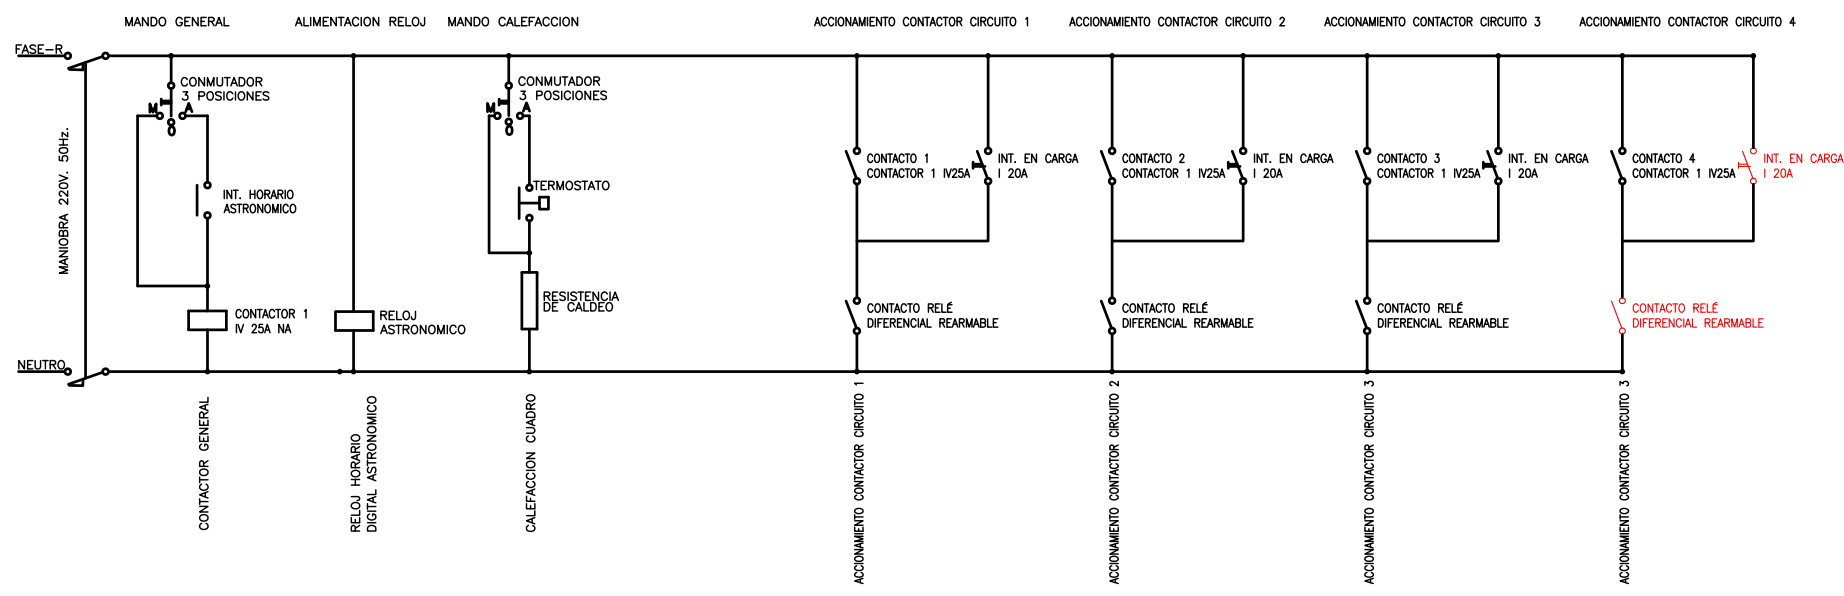 MANDO GENERAL
ALIMENTACION RELOJ
MANDO CALEFACCION
ACCIONAMIENTO CONTACTOR CIRCUITO 1
ACCIONAMIENTO CONTACTOR CIRCUITO 2
ACCIONAMIENTO CONTACTOR CIRCUITO 3
ACCIONAMIENTO CONTACTOR CIRCUITO 4
FASE-R
MANIOBRA 220V. 50Hz.
NEUTRO
CONMUTADOR
3 POSICIONES
M
A
0
INT. HORARIO
ASTRONOMICO
CONTACTOR 1
IV 25A NA
RELOJ
ASTRONOMICO
CONMUTADOR
3 POSICIONES
M
A
0
TERMOSTATO
RESISTENCIA
DE CALDEO
CONTACTO 1
CONTACTOR 1 IV25A
INT. EN CARGA
I 20A
CONTACTO RELÉ
DIFERENCIAL REARMABLE
CONTACTO 2
CONTACTOR 1 IV25A
INT. EN CARGA
I 20A
CONTACTO RELÉ
DIFERENCIAL REARMABLE
CONTACTO 3
CONTACTOR 1 IV25A
INT. EN CARGA
I 20A
CONTACTO RELÉ
DIFERENCIAL REARMABLE
CONTACTO 4
CONTACTOR 1 IV25A
INT. EN CARGA
I 20A
CONTACTO RELÉ
DIFERENCIAL REARMABLE
CONTACTOR GENERAL
RELOJ HORARIO
DIGITAL ASTRONOMICO
CALEFACCION CUADRO
ACCIONAMIENTO CONTACTOR CIRCUITO 1
ACCIONAMIENTO CONTACTOR CIRCUITO 2
ACCIONAMIENTO CONTACTOR CIRCUITO 3
ACCIONAMIENTO CONTACTOR CIRCUITO 3